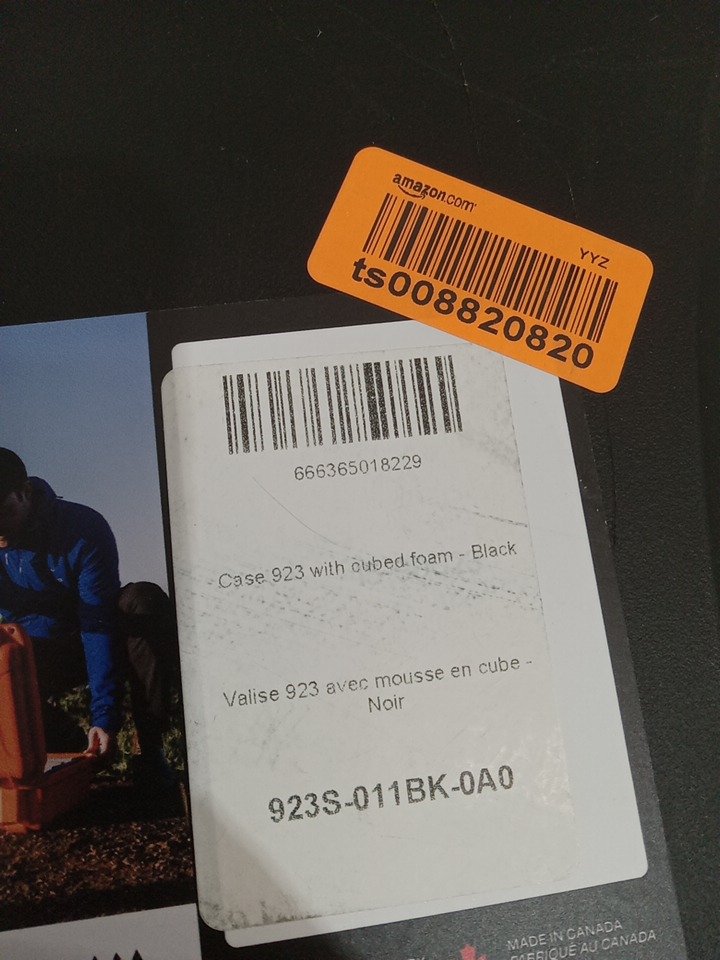 amazon.com
YYZ
ts008820820
666365018229
Case 923 with cubed foam - Black
Valise 923 avec mousse en cube -
Noir
923S-011BK-0A0
MADE IN CANADA
FABRIQUÉ AU CANADA